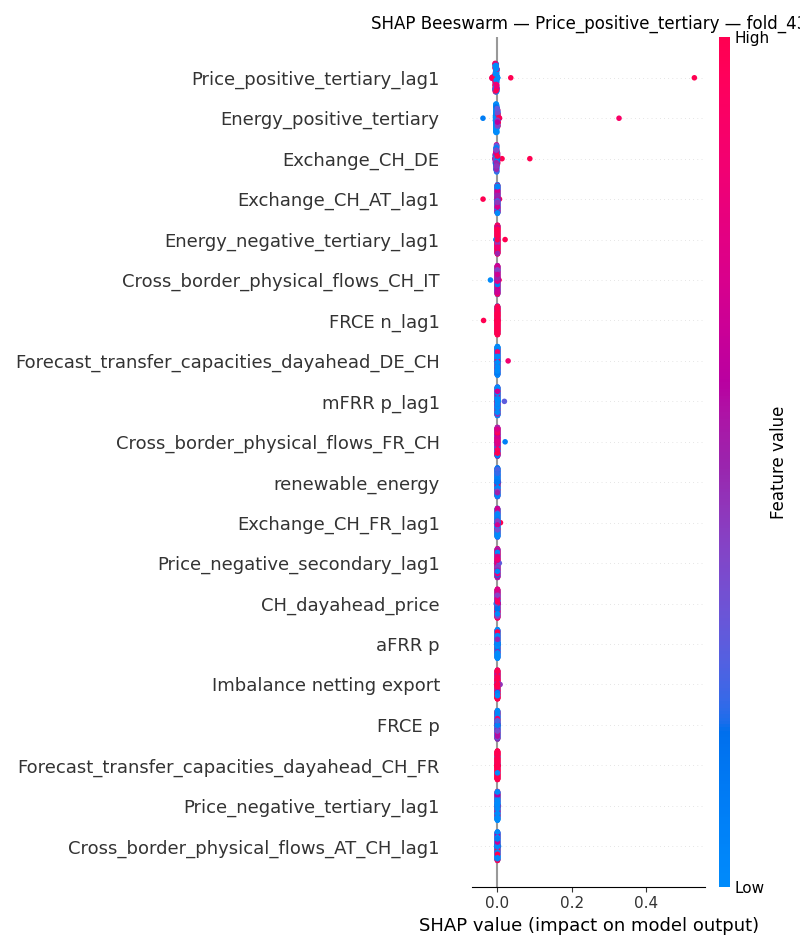 SHAP Beeswarm — Price_positive_tertiary — fold_43
High
Price_positive_tertiary_lag1
Energy_positive_tertiary
Exchange_CH_DE
Exchange_CH_AT_lag1
Energy_negative_tertiary_lag1
Cross_border_physical_flows_CH_IT
FRCE n_lag1
Forecast_transfer_capacities_dayahead_DE_CH
mFRR p_lag1
Cross_border_physical_flows_FR_CH
renewable_energy
Exchange_CH_FR_lag1
Price_negative_secondary_lag1
CH_dayahead_price
aFRR p
Imbalance netting export
FRCE p
Forecast_transfer_capacities_dayahead_CH_FR
Price_negative_tertiary_lag1
Cross_border_physical_flows_AT_CH_lag1
Feature value
Low
0.0 0.2 0.4
SHAP value (impact on model output)